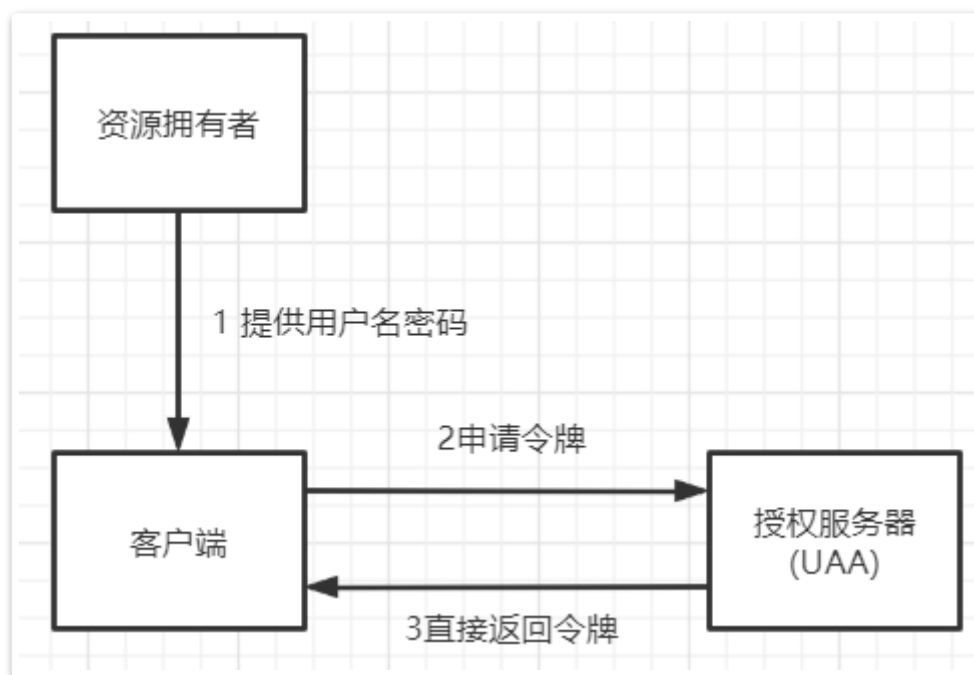 资源拥有者
1 提供用户名密码
2申请令牌
客户端
授权服务器
(UAA)
3直接返回令牌